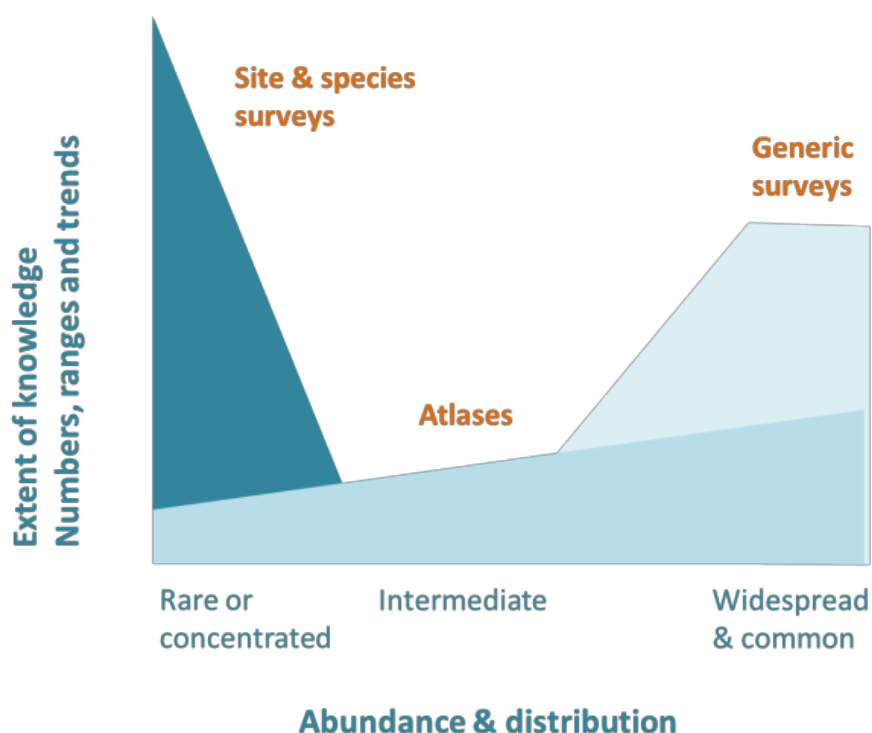 Site & species
surveys
Generic
surveys
Atlases
Extent of knowledge
Numbers, ranges and trends
Rare or
concentrated
Intermediate
Widespread
& common
Abundance & distribution